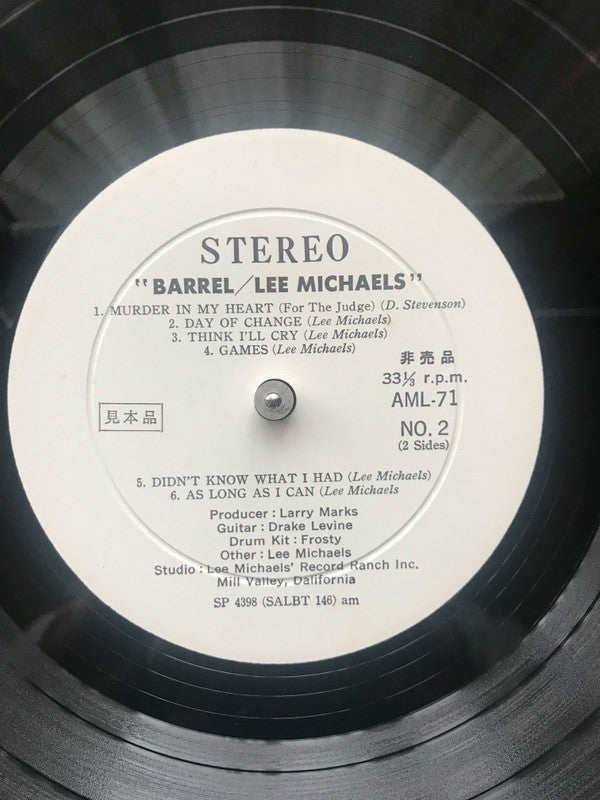 STEREO
"BARREL/LEE MICHAELS"
1. MURDER IN MY HEART (For The Judge) (D. Stevenson)
2. DAY OF CHANGE (Lee Michaels)
3. THINK I'LL CRY (Lee Michaels)
4. GAMES (Lee Michaels)
非売品
33⅓ r.p.m.
AML-71
見本品
NO. 2
(2 Sides)
5. DIDN'T KNOW WHAT I HAD (Lee Michaels)
6. AS LONG AS I CAN (Lee Michaels
Producer : Larry Marks
Guitar : Drake Levine
Drum Kit : Frosty
Other : Lee Michaels
Studio : Lee Michaels' Record Ranch Inc.
Mill Valley, Dalifornia
SP 4398 (SALBT 146) am